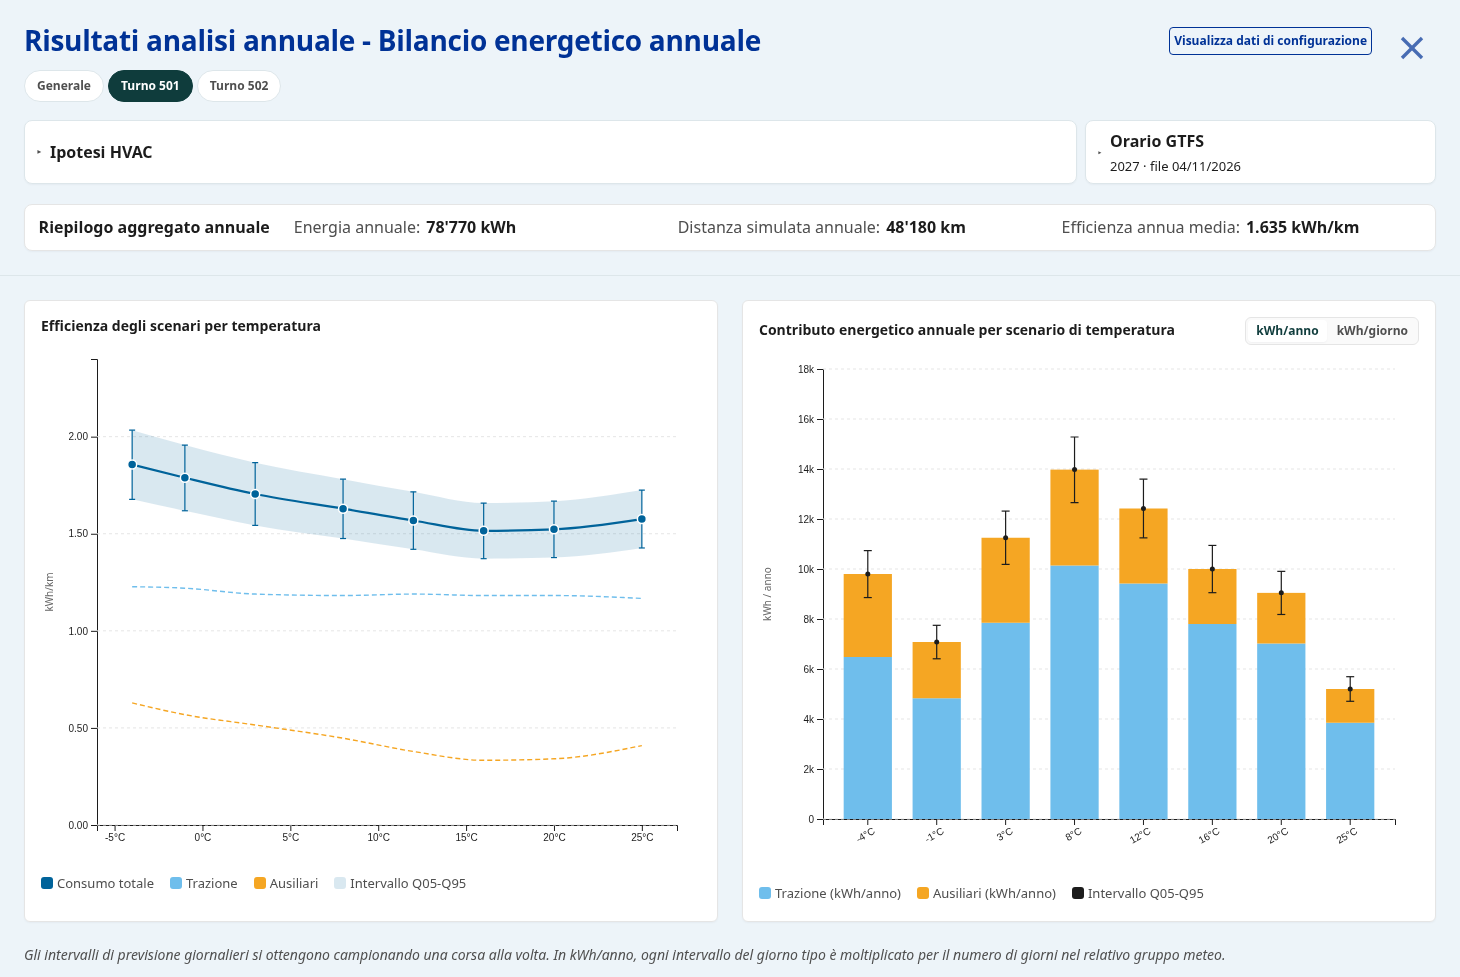 Risultati analisi annuale - Bilancio energetico annuale
Visualizza dati di configurazione
Generale
Turno 501
Turno 502
Ipotesi HVAC
Orario GTFS
2027 · file 04/11/2026
Riepilogo aggregato annuale
Energia annuale: 78'770 kWh
Distanza simulata annuale: 48'180 km
Efficienza annua media: 1.635 kWh/km
Efficienza degli scenari per temperatura
2.00
1.50
1.00
0.50
0.00
kWh/km
-5°C
0°C
5°C
10°C
15°C
20°C
25°C
Consumo totale
Trazione
Ausiliari
Intervallo Q05-Q95
Contributo energetico annuale per scenario di temperatura
kWh/anno
kWh/giorno
18k
16k
14k
12k
10k
8k
6k
4k
2k
0
kWh / anno
-4°C
-1°C
3°C
8°C
12°C
16°C
20°C
25°C
Trazione (kWh/anno)
Ausiliari (kWh/anno)
Intervallo Q05-Q95
Gli intervalli di previsione giornalieri si ottengono campionando una corsa alla volta. In kWh/anno, ogni intervallo del giorno tipo è moltiplicato per il numero di giorni nel relativo gruppo meteo.